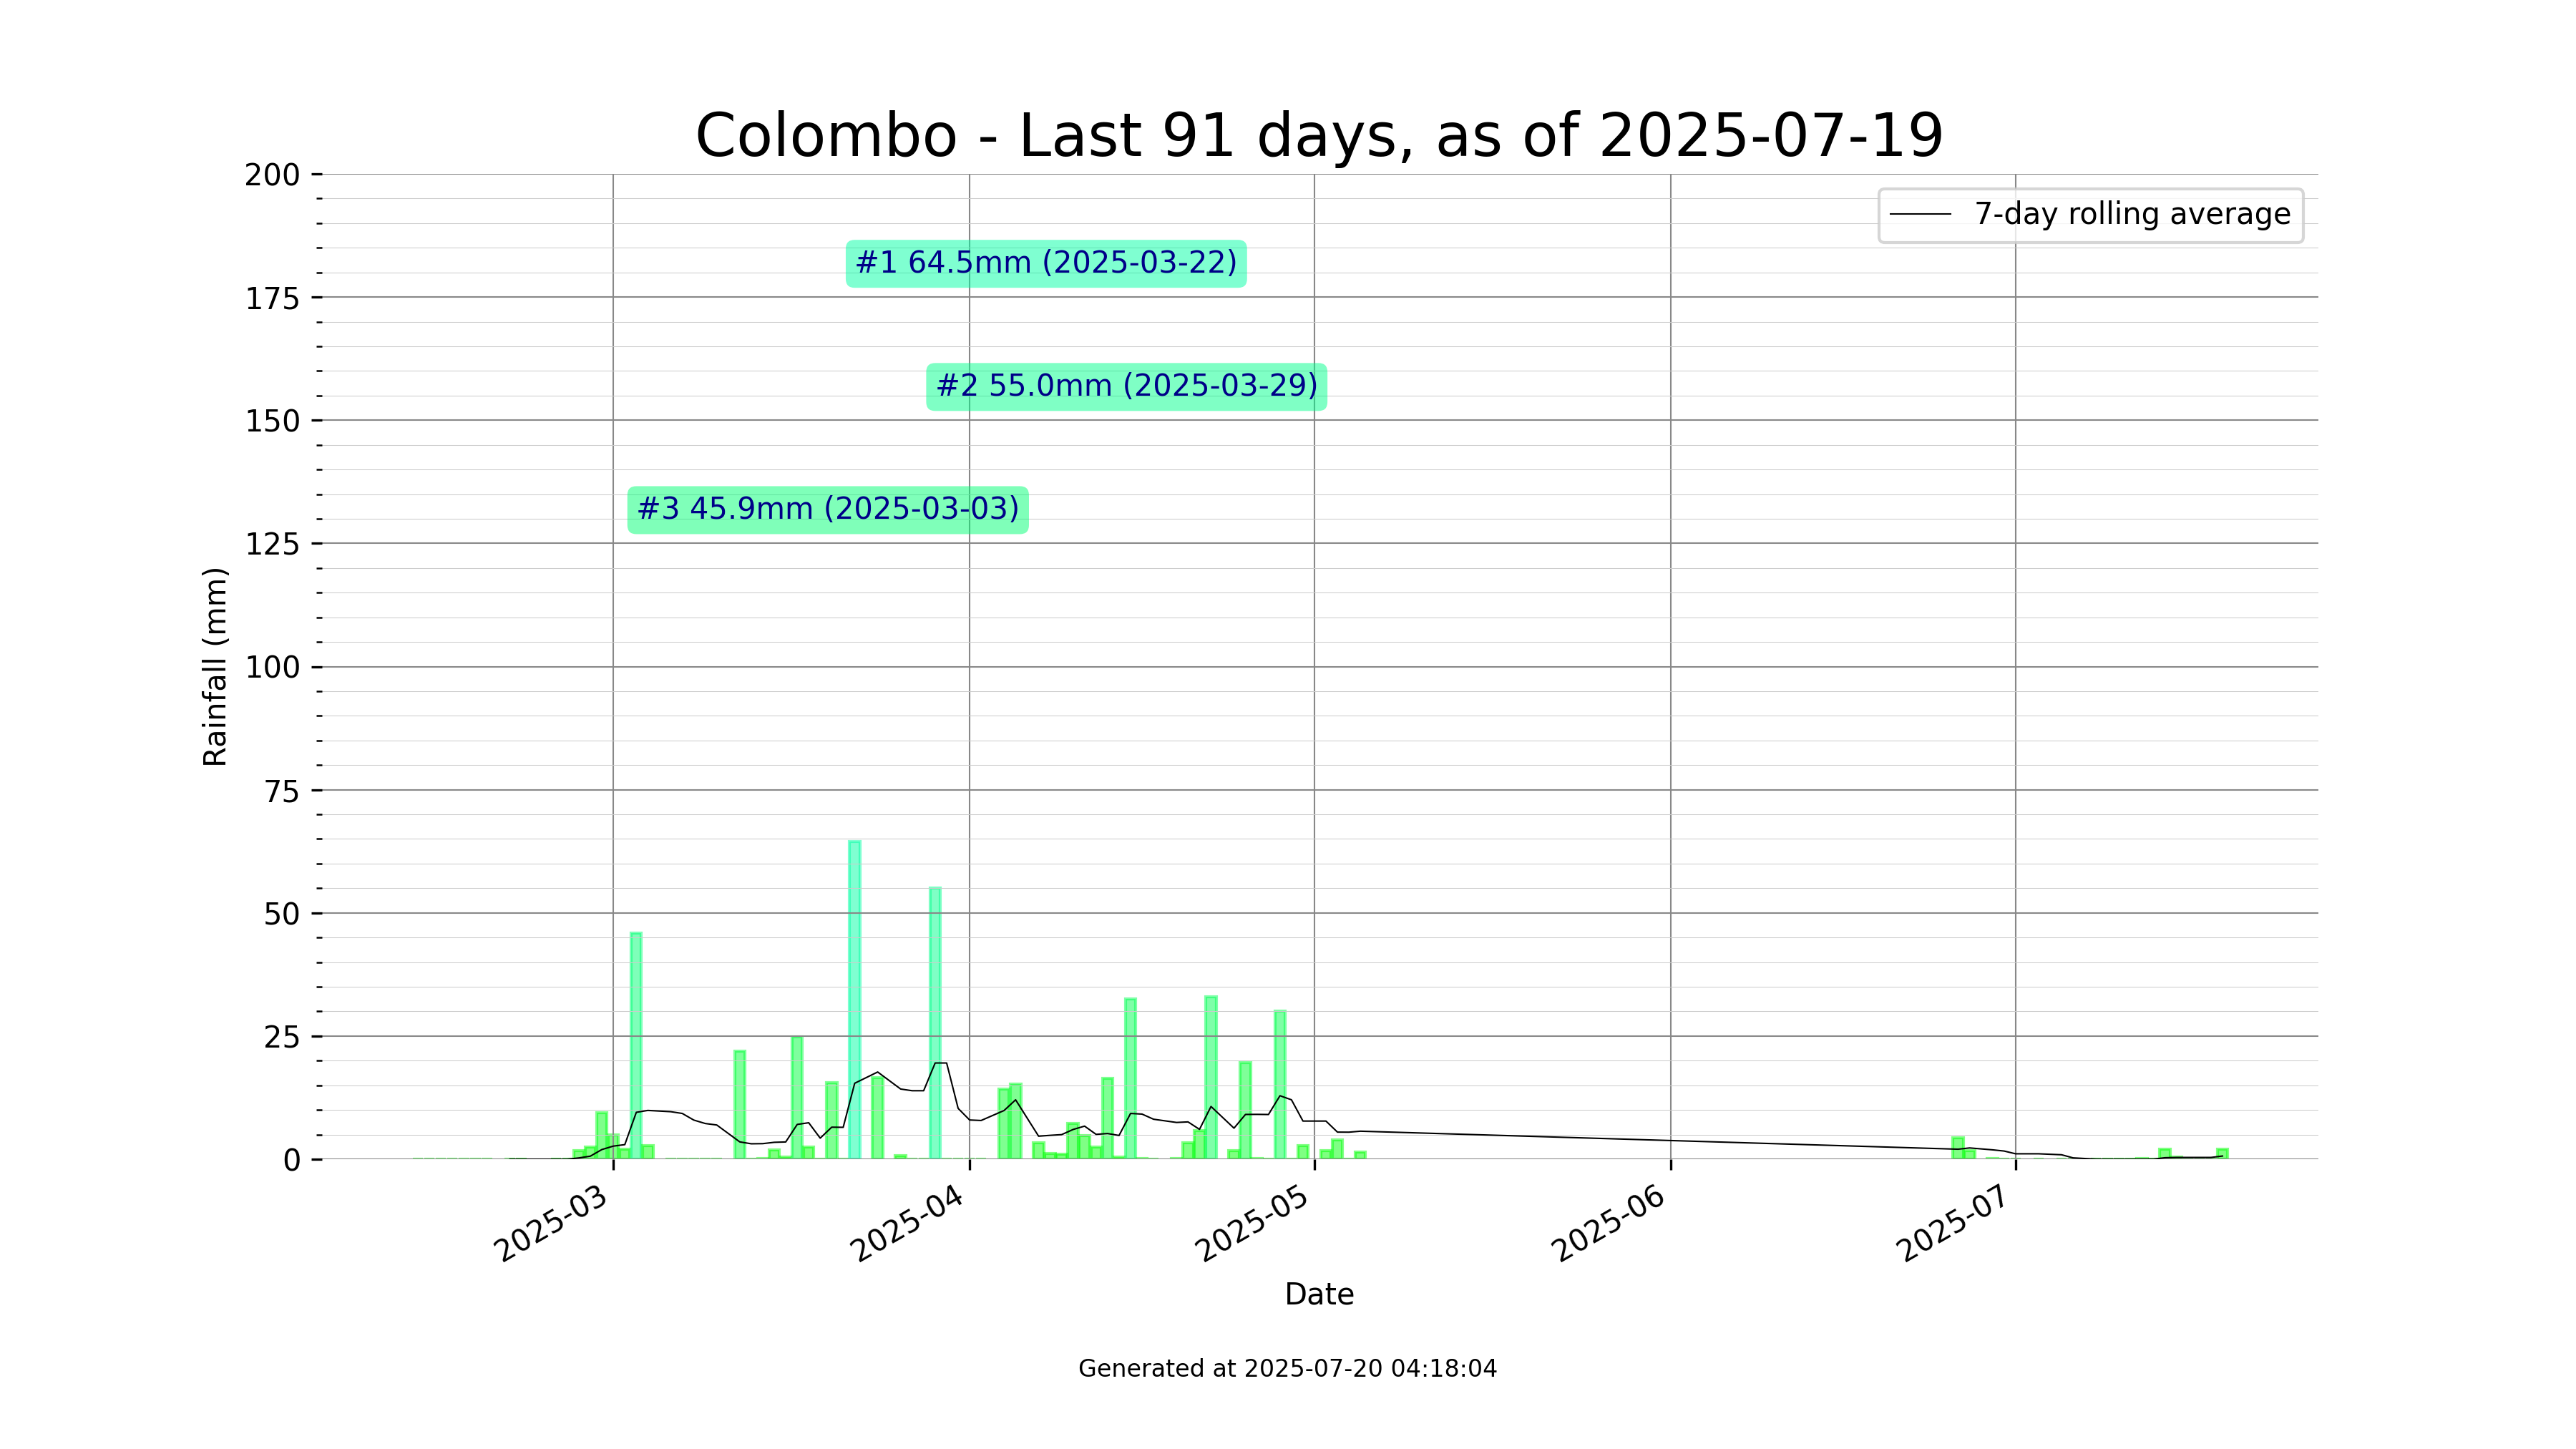 Colombo - Last 91 days, as of 2025-07-19
200
175
150
125
100
75
50
25
0
Rainfall (mm)
7-day rolling average
#1 64.5mm (2025-03-22)
#2 55.0mm (2025-03-29)
#3 45.9mm (2025-03-03)
2025-03
2025-04
2025-05
2025-06
2025-07
Date
Generated at 2025-07-20 04:18:04